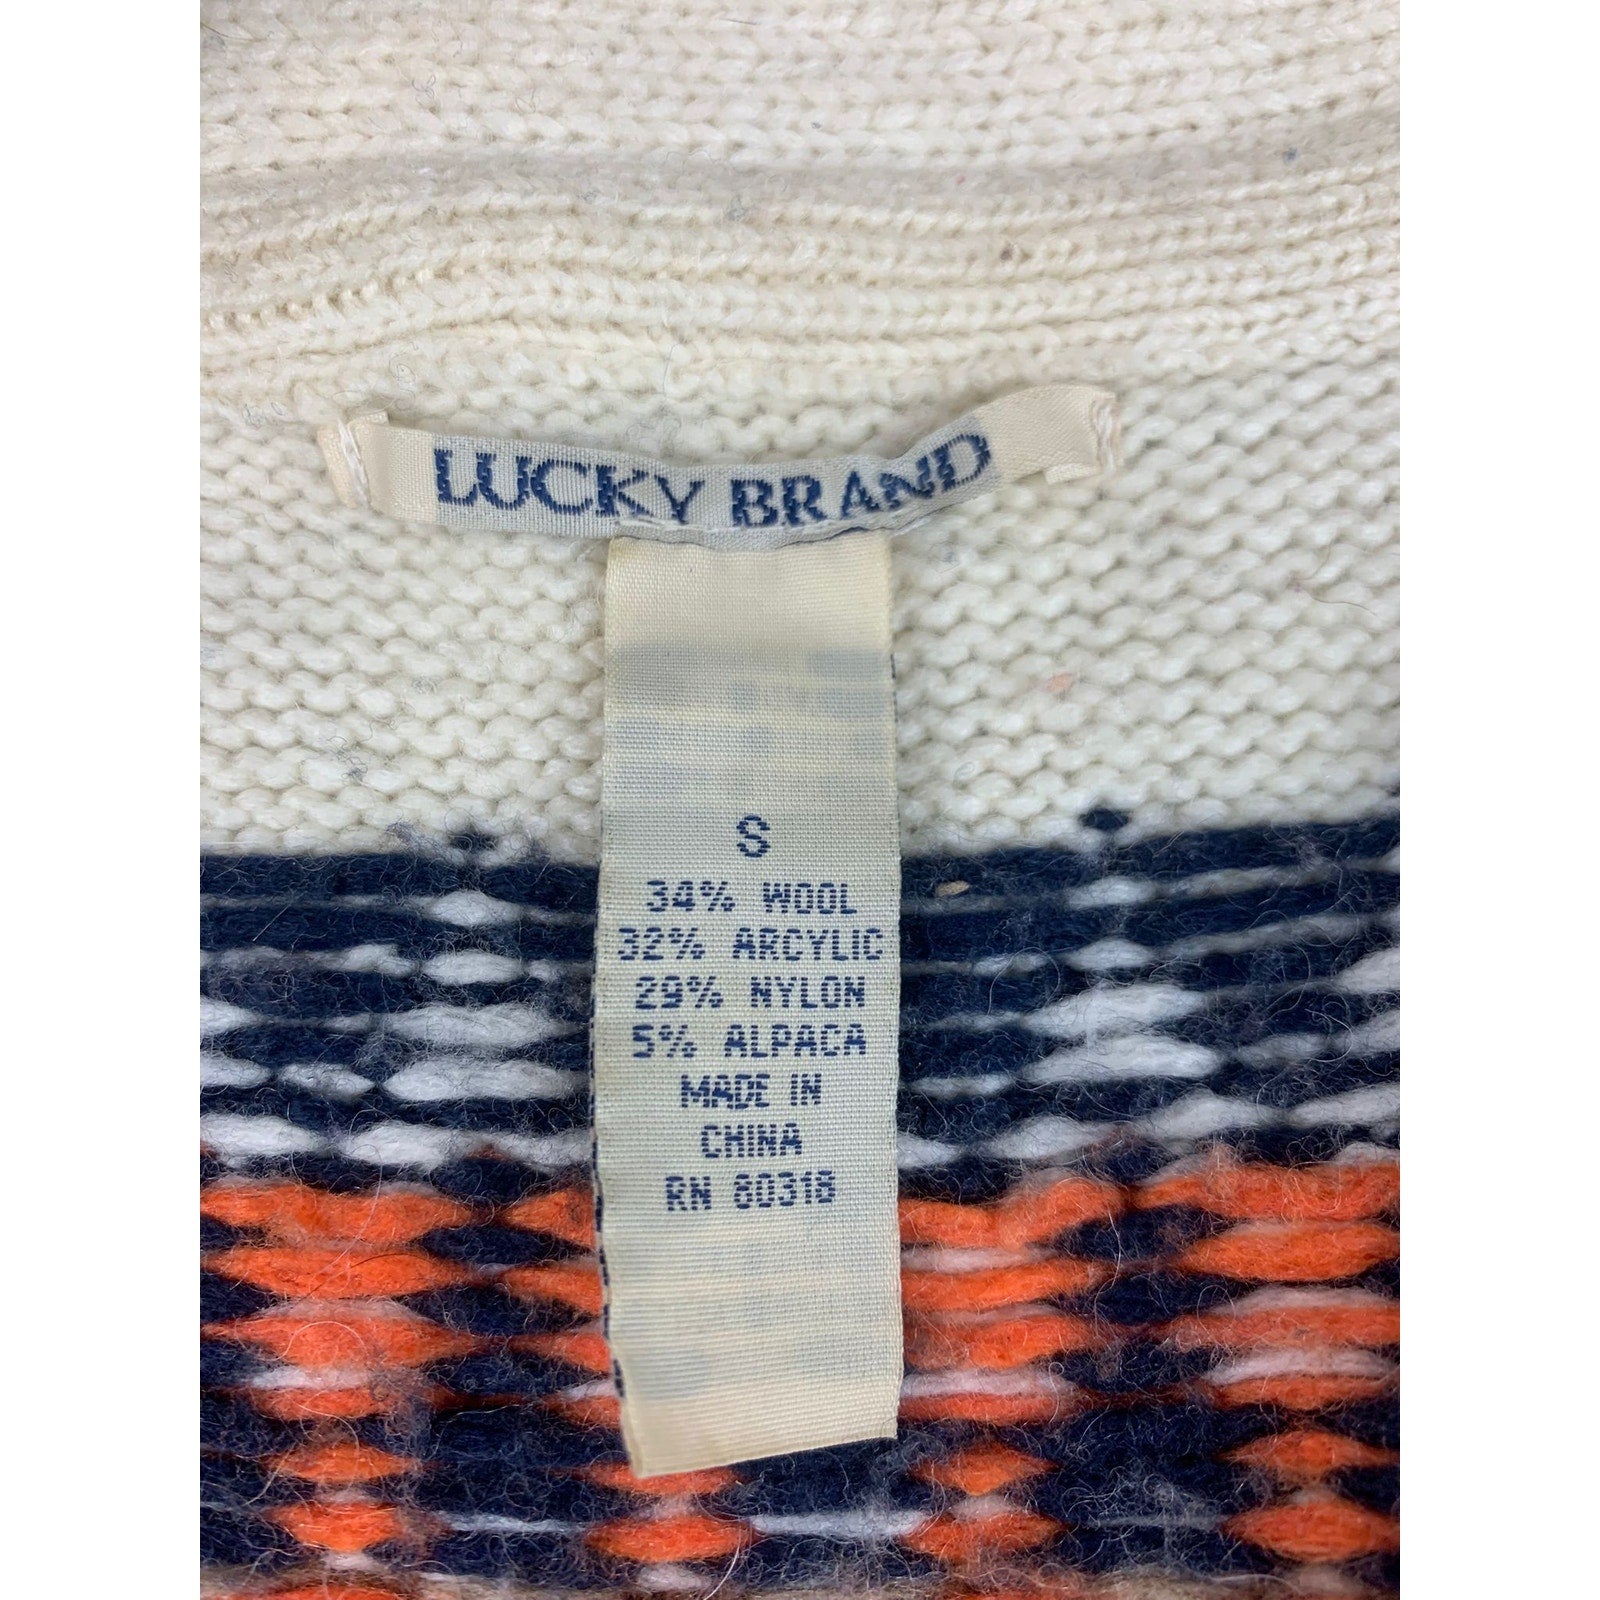 LUCKY BRAND
S
34% WOOL
32% ARCYLIC
29% NYLON
5% ALPACA
MADE IN
CHINA
RN 80318